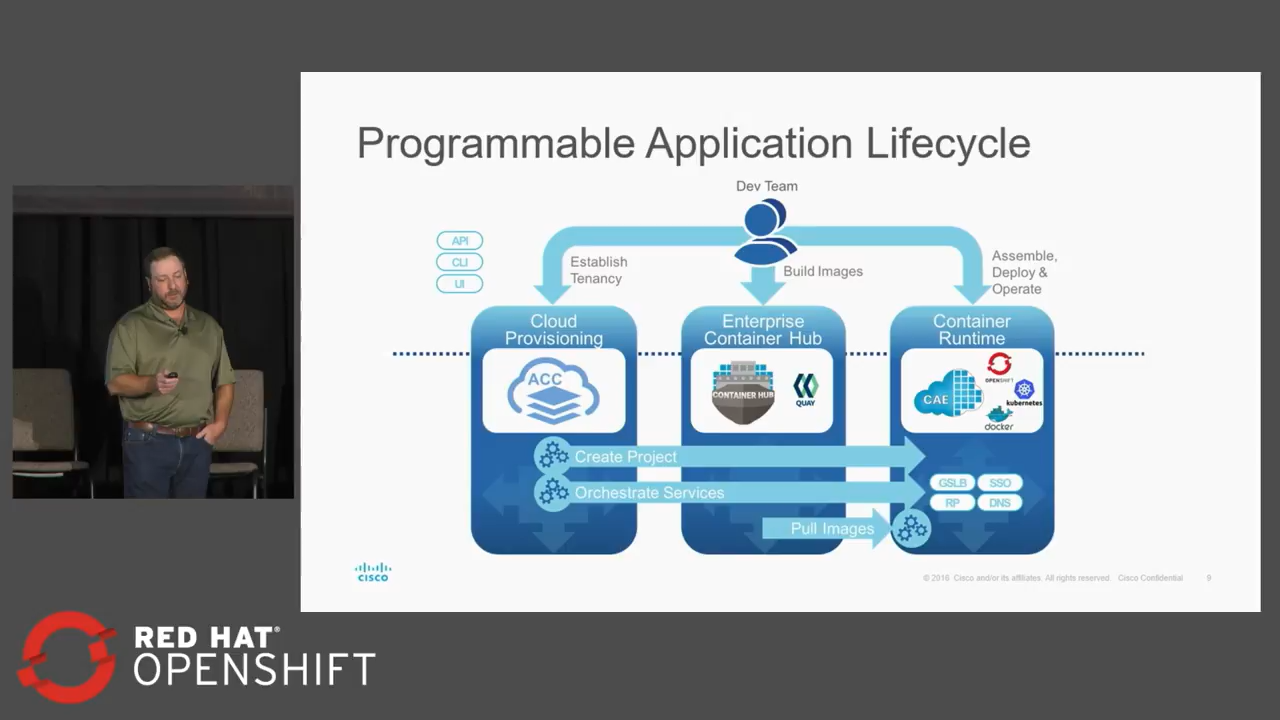 Programmable Application Lifecycle
Dev Team
API
CLI
UI
Establish
Tenancy
Build Images
Assemble,
Deploy &
Operate
Cloud
Provisioning
Enterprise
Container Hub
Container
Runtime
ACC
CONTAINER HUB
QUAY
CAE
OPENSHIFT
kubernetes
docker
Create Project
Orchestrate Services
GSLB
SSO
RP
DNS
Pull Images
CISCO
© 2016 Cisco and/or its affiliates. All rights reserved. Cisco Confidential
9
RED HAT®
OPENSHIFT